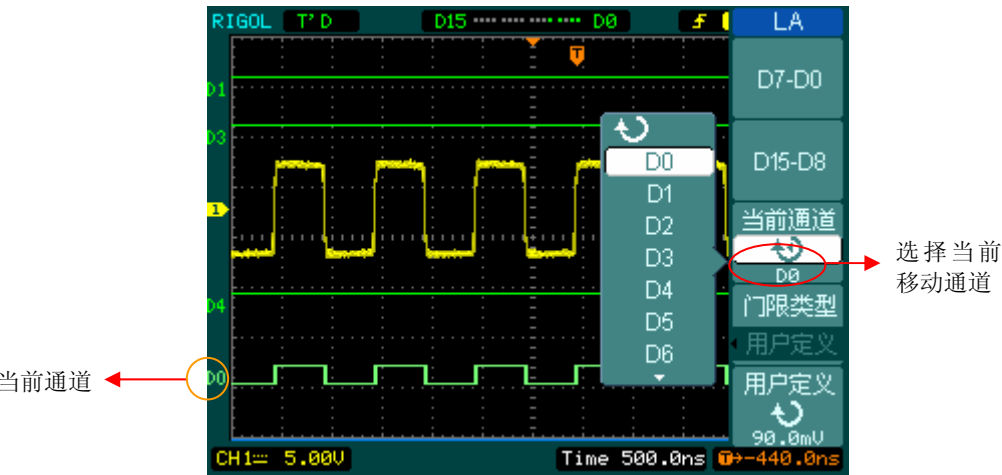 RIGOL T'D D15 D0 LA
D7-D0
D15-D8
当前通道
D0
门限类型
用户定义
用户定义
90.0mV
D0
D1
D2
D3
D4
D5
D6
D1
D3
1
D4
D0
T
CH1 5.00V Time 500.0ns T→-440.0ns
选择当前
移动通道
当前通道